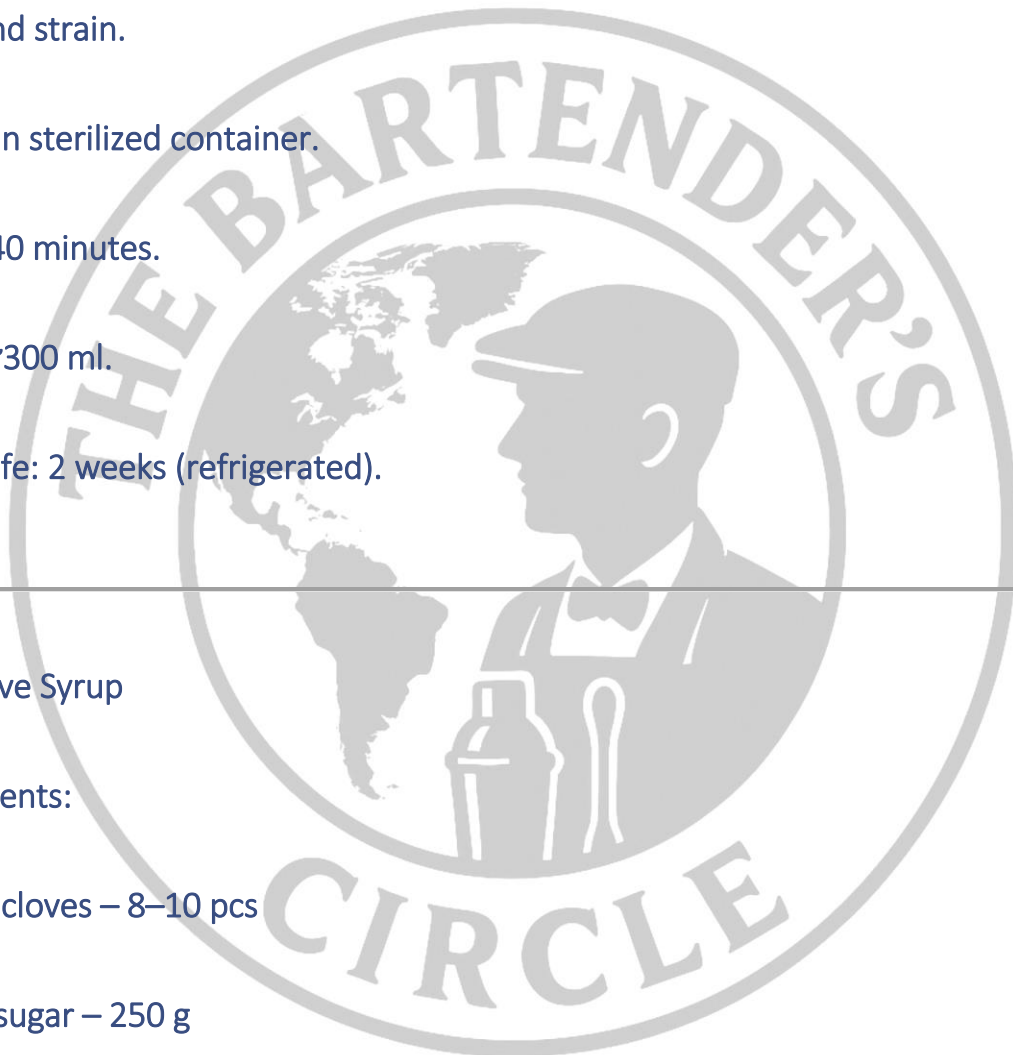 nd strain.
n sterilized container.
40 minutes.
~300 ml.
fe: 2 weeks (refrigerated).
ve Syrup
ents:
cloves – 8–10 pcs
sugar – 250 g
THE BARTENDER'S
CIRCLE